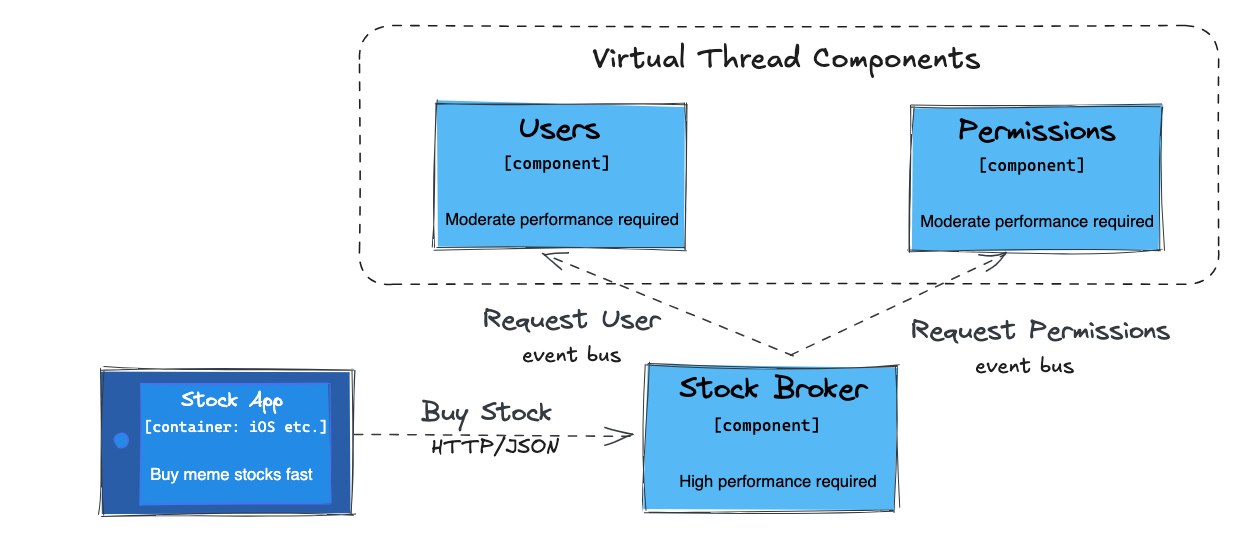 Virtual Thread Components
Users
[component]
Moderate performance required
Permissions
[component]
Moderate performance required
Request User
event bus
Request Permissions
event bus
Stock App
[container: iOS etc.]
Buy meme stocks fast
Buy Stock
HTTP/JSON
Stock Broker
[component]
High performance required